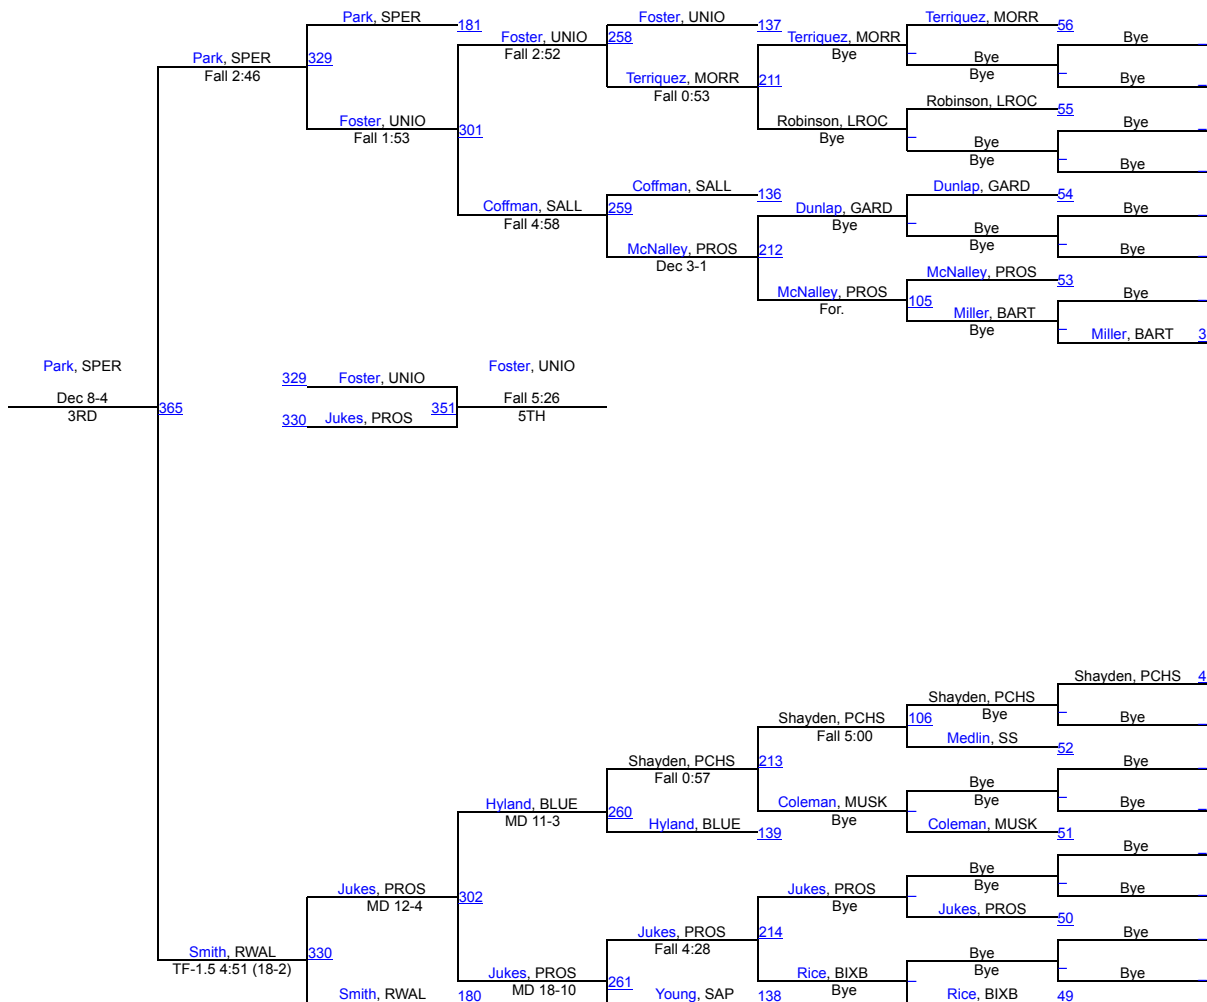 Park, SPER
181
Foster, UNIO
137
Terriquez, MORR
56
Foster, UNIO
258
Fall 2:52
Terriquez, MORR
Bye
Bye
Park, SPER
329
Fall 2:46
Bye
Bye
Bye
Terriquez, MORR
211
Fall 0:53
Robinson, LROC
55
Foster, UNIO
301
Fall 1:53
Robinson, LROC
Bye
Bye
Bye
Bye
Bye
Coffman, SALL
136
Dunlap, GARD
54
Coffman, SALL
259
Fall 4:58
Dunlap, GARD
Bye
Bye
Bye
Bye
Bye
McNalley, PROS
212
Dec 3-1
McNalley, PROS
53
McNalley, PROS
105
For.
Bye
Miller, BART
Bye
Miller, BART
3
Park, SPER
Dec 8-4
365
3RD
329
Foster, UNIO
Foster, UNIO
351
Fall 5:26
5TH
330
Jukes, PROS
Shayden, PCHS
4
Shayden, PCHS
Bye
Bye
Shayden, PCHS
106
Fall 5:00
Medlin, SS
52
Shayden, PCHS
213
Fall 0:57
Bye
Bye
Bye
Bye
Hyland, BLUE
260
MD 11-3
Coleman, MUSK
Bye
Hyland, BLUE
139
Coleman, MUSK
51
Bye
Bye
Bye
Bye
Jukes, PROS
302
MD 12-4
Jukes, PROS
Bye
Jukes, PROS
50
Jukes, PROS
214
Fall 4:28
Bye
Bye
Bye
Bye
Smith, RWAL
330
TF-1.5 4:51 (18-2)
Jukes, PROS
261
MD 18-10
Rice, BIXB
Bye
Smith, RWAL
180
Young, SAP
138
Rice, BIXB
49